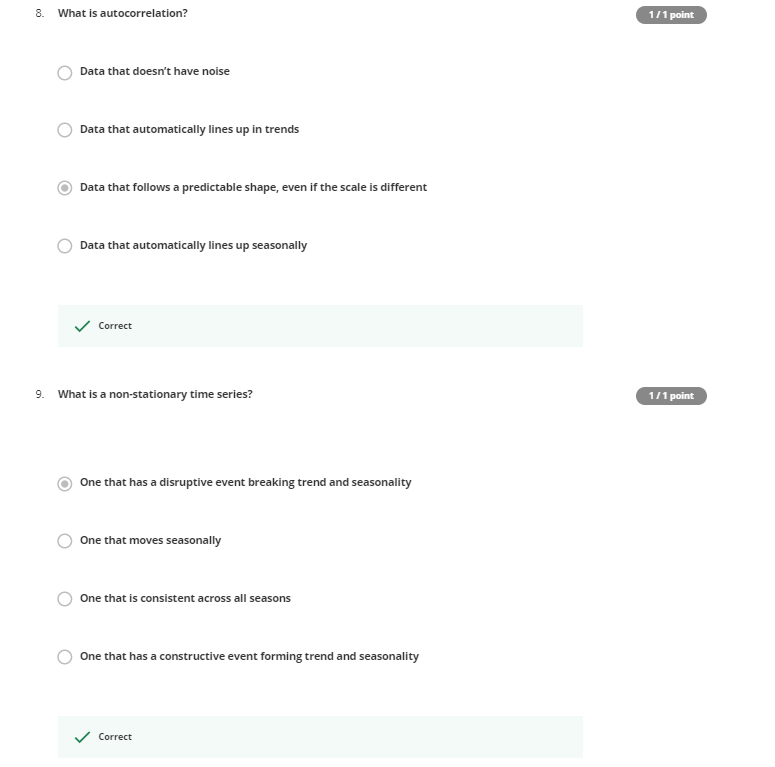 8. What is autocorrelation?
1 / 1 point
Data that doesn't have noise
Data that automatically lines up in trends
Data that follows a predictable shape, even if the scale is different
Data that automatically lines up seasonally
Correct
9. What is a non-stationary time series?
1 / 1 point
One that has a disruptive event breaking trend and seasonality
One that moves seasonally
One that is consistent across all seasons
One that has a constructive event forming trend and seasonality
Correct